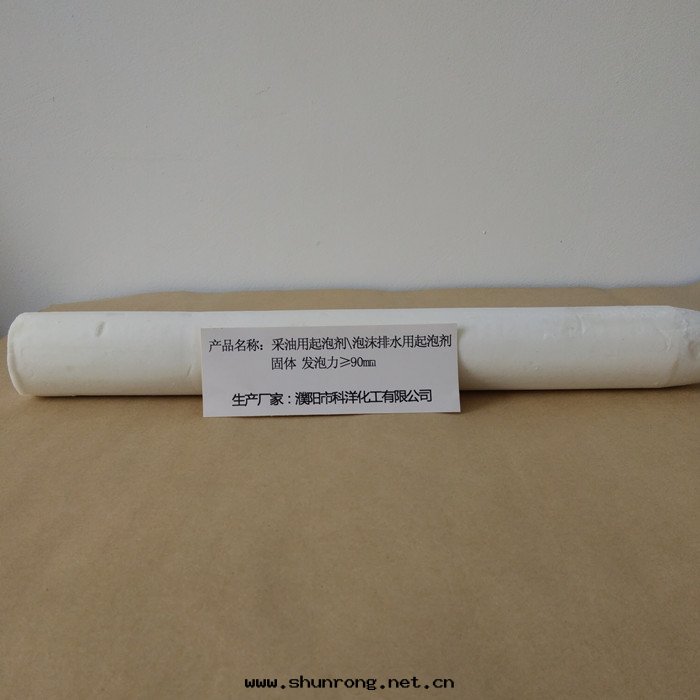 产品名称：采油用起泡剂\泡沫排水用起泡剂
固体 发泡力≥90mm
生产厂家：濮阳市科洋化工有限公司
www.shunrong.net.cn